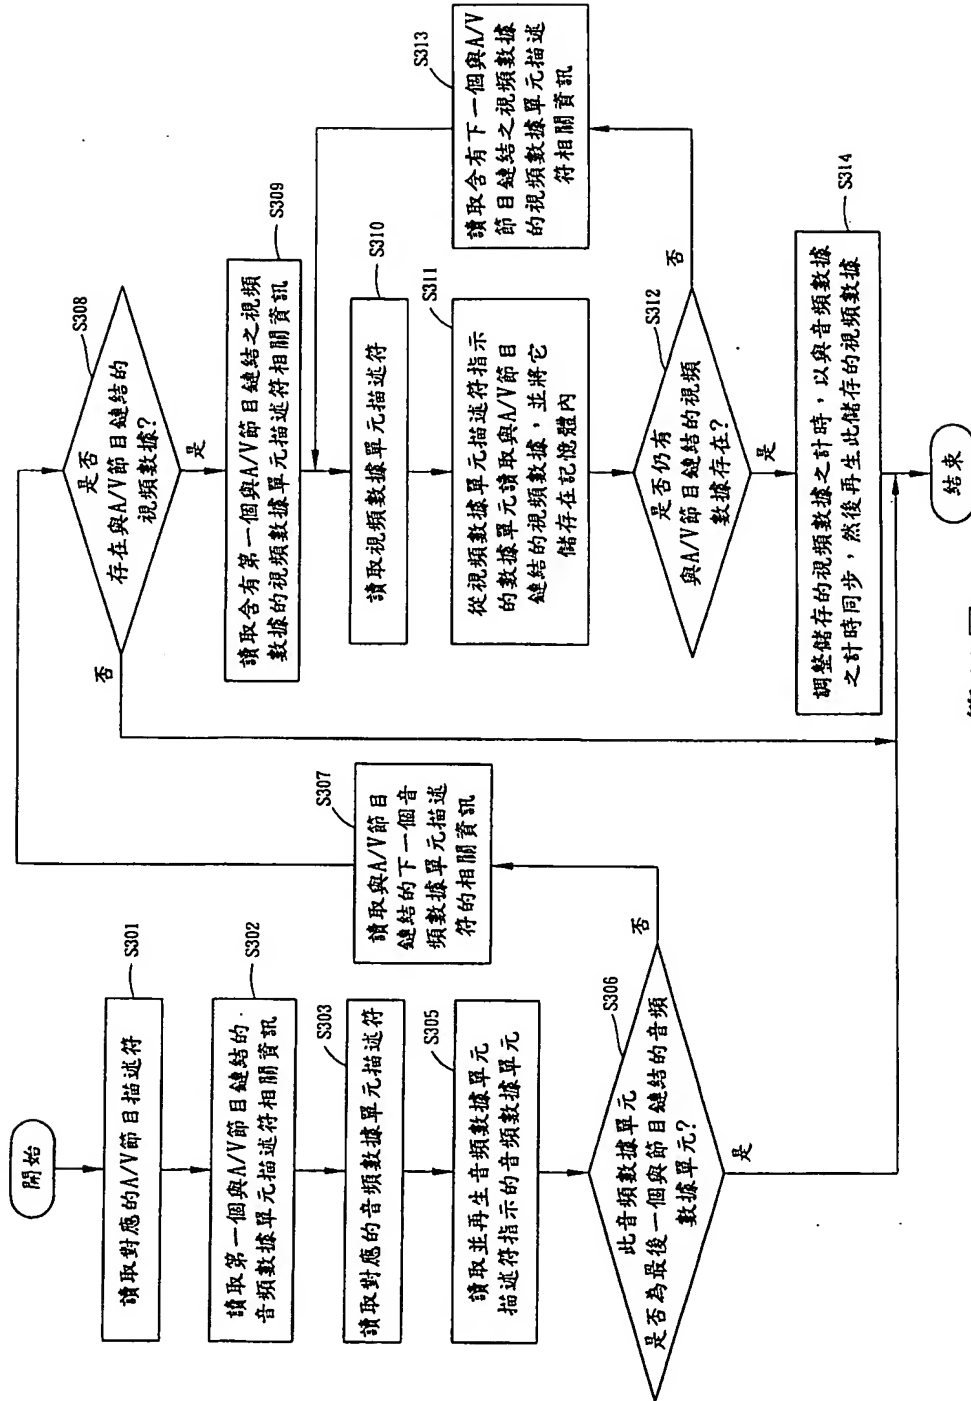 開始
讀取對應的A/V節目描述符
S301
讀取第一個與A/V節目鏈結的
音頻數據單元描述符相關資訊
S302
讀取對應的音頻數據單元描述符
S303
讀取並再生音頻數據單元
描述符指示的音頻數據單元
S305
此音頻數據單元
是否為最後一個與節目鏈結的音頻
數據單元?
S306
是
否
讀取與A/V節目
鏈結的下一個音
頻數據單元描述
符的相關資訊
S307
是否
存在與A/V節目鏈結的
視頻數據?
S308
否
是
讀取含有第一個與A/V節目鏈結之視頻
數據的視頻數據單元描述符相關資訊
S309
讀取視頻數據單元描述符
S310
從視頻數據單元描述符指示
的數據單元讀取與A/V節目
鏈結的視頻數據,並將它
儲存在記憶體內
S311
是否仍有
與A/V節目鏈結的視頻
數據存在?
S312
否
是
讀取含有下一個與A/V
節目鏈結之視頻數據
的視頻數據單元描述
符相關資訊
S313
調整儲存的視頻數據之計時,以與音頻數據
之計時同步,然後再生此儲存的視頻數據
S314
結束